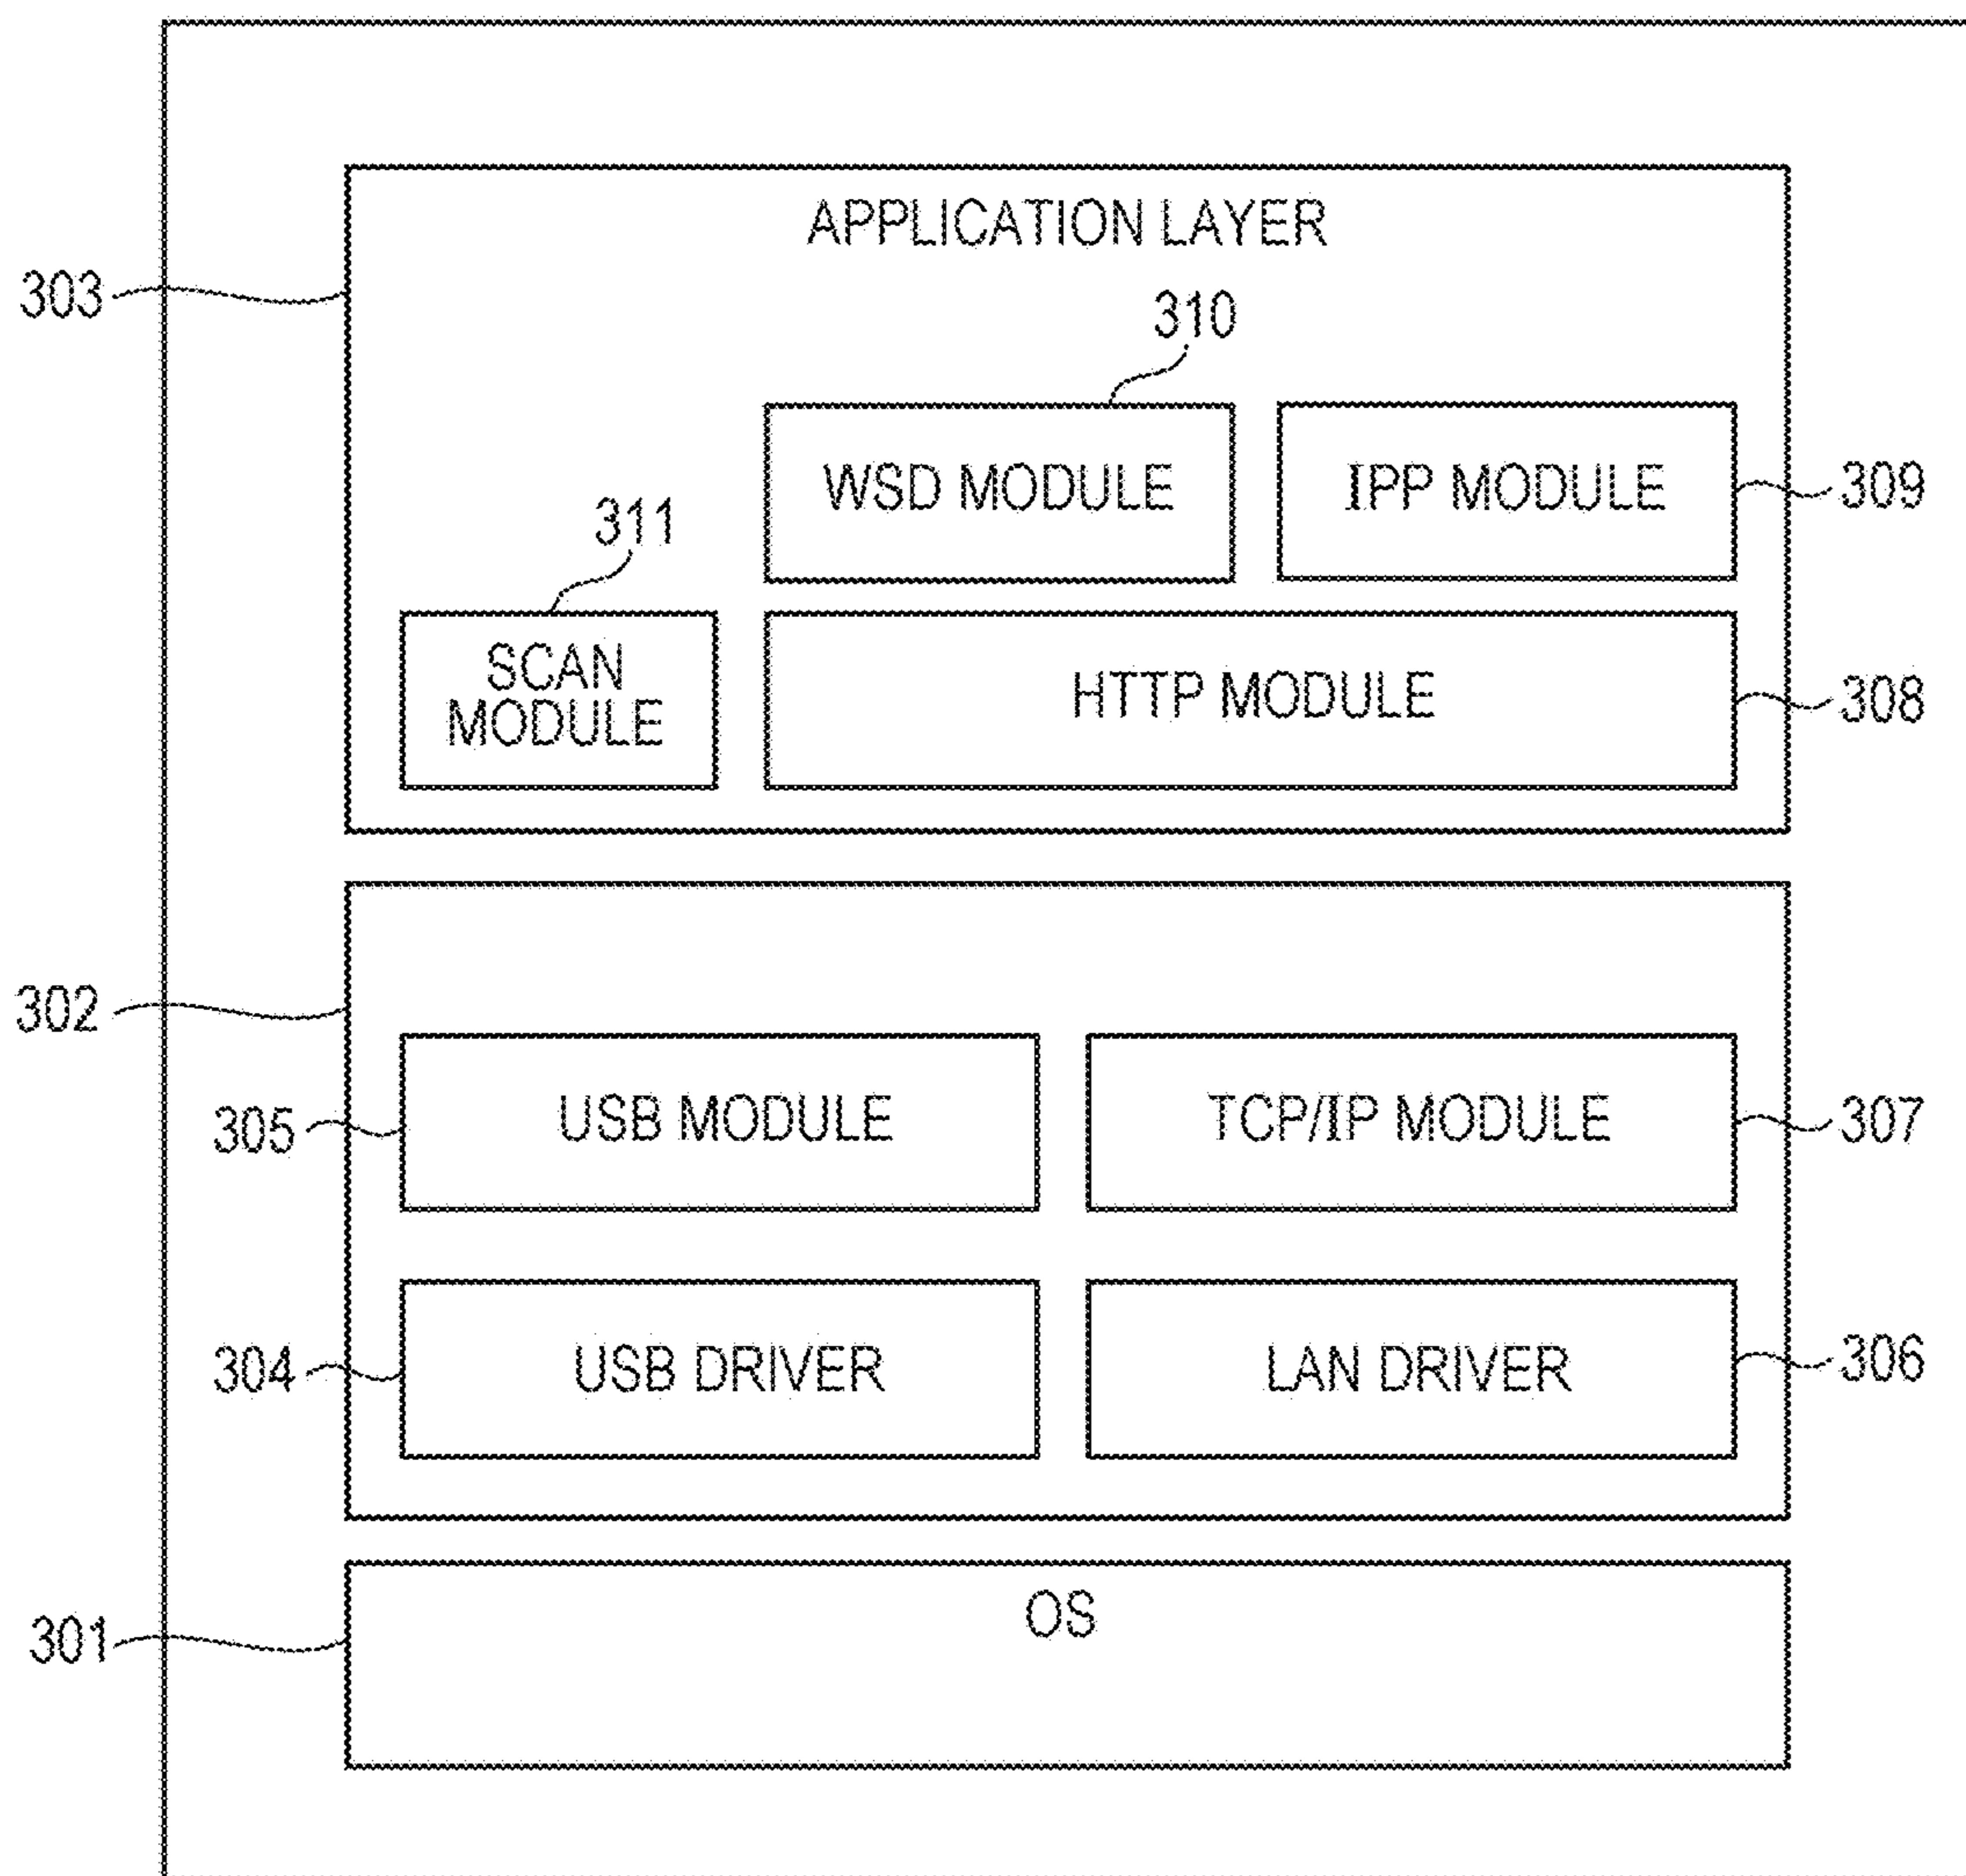 APPLICATION LAYER
303
310
WSD MODULE
IPP MODULE
309
311
SCAN
MODULE
HTTP MODULE
308
302
305
USB MODULE
TCP/IP MODULE
307
304
USB DRIVER
LAN DRIVER
306
OS
301